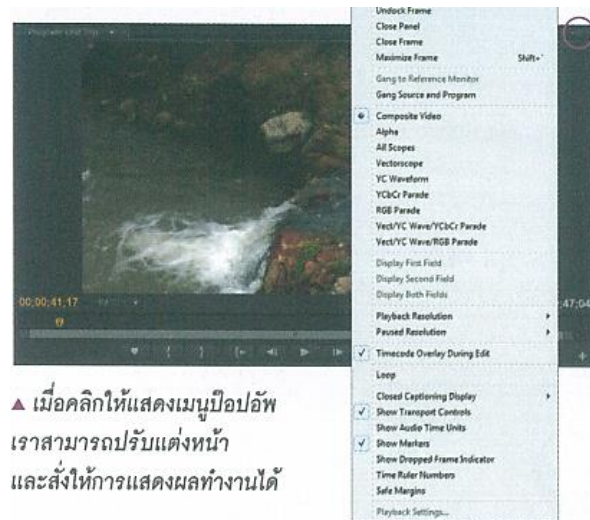 Undock Frame
Close Panel
Close Frame
Maximize Frame Shift+`
Gang to Reference Monitor
Gang Source and Program
Composite Video
Alpha
All Scopes
Vectorscope
YC Waveform
YCbCr Parade
RGB Parade
Vect/YC Wave/YCbCr Parade
Vect/YC Wave/RGB Parade
Display First Field
Display Second Field
Display Both Fields
00;00;41;17
;47;04
Playback Resolution
Paused Resolution
Timecode Overlay During Edit
Loop
Closed Captioning Display
Show Transport Controls
Show Audio Time Units
Show Markers
Show Dropped Frame Indicator
Time Ruler Numbers
Safe Margins
Playback Settings...
▲ เมื่อคลิกให้แสดงเมนูป๊อปอัพ
เราสามารถปรับแต่งหน้า
และสั่งให้การแสดงผลทำงานได้